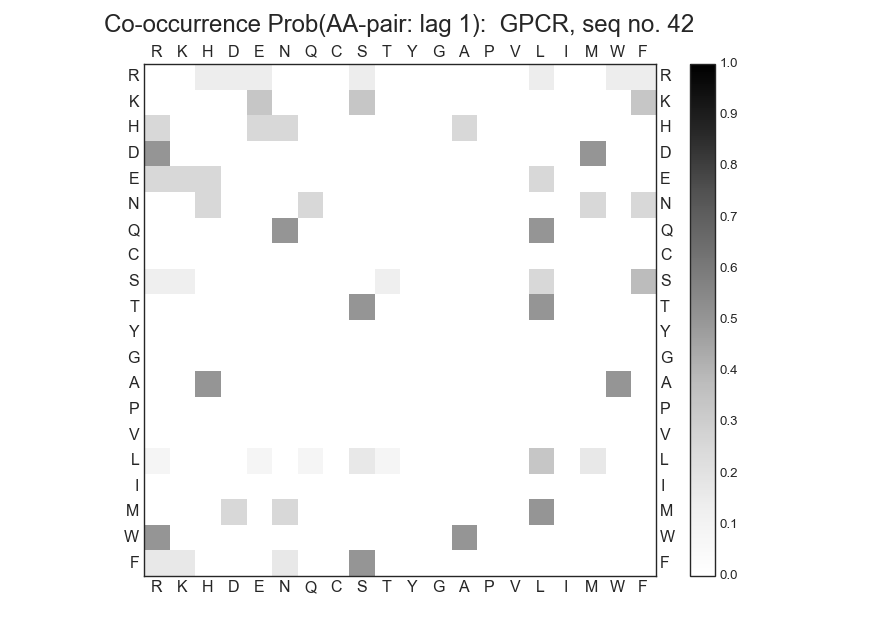 Co-occurrence Prob(AA-pair: lag 1):  GPCR, seq no. 42
R K H D E N Q C S T Y G A P V L I M W F
R R 1.0
K K 0.9
H H
D D 0.8
E E
N N 0.7
Q Q
C C 0.6
S S
T T 0.5
Y Y
G G 0.4
A A
P P 0.3
V V
L L 0.2
I I
M M 0.1
W W
F F 0.0
R K H D E N Q C S T Y G A P V L I M W F